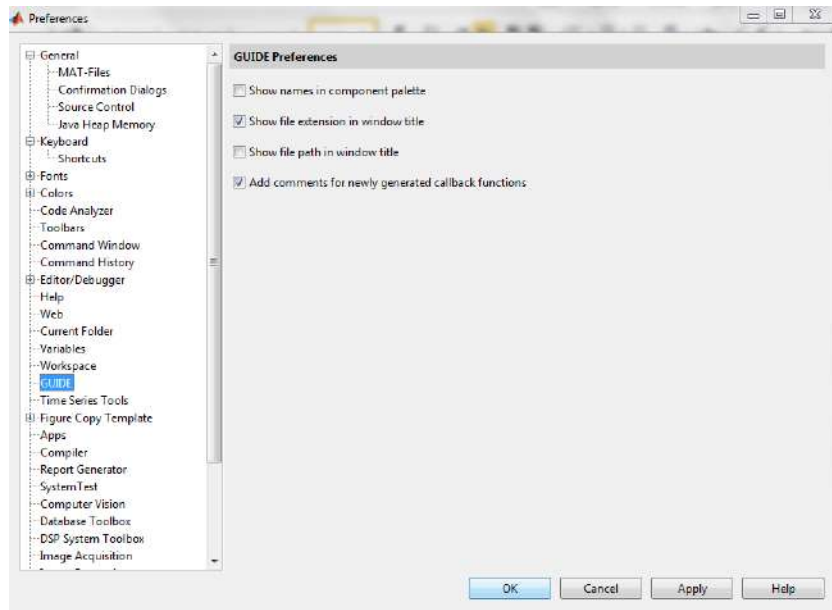 Preferences
General
MAT-Files
Confirmation Dialogs
Source Control
Java Heap Memory
Keyboard
Shortcuts
Fonts
Colors
Code Analyzer
Toolbars
Command Window
Command History
Editor/Debugger
Help
Web
Current Folder
Variables
Workspace
GUIDE
Time Series Tools
Figure Copy Template
Apps
Compiler
Report Generator
SystemTest
Computer Vision
Database Toolbox
DSP System Toolbox
Image Acquisition
GUIDE Preferences
Show names in component palette
Show file extension in window title
Show file path in window title
Add comments for newly generated callback functions
OK Cancel Apply Help